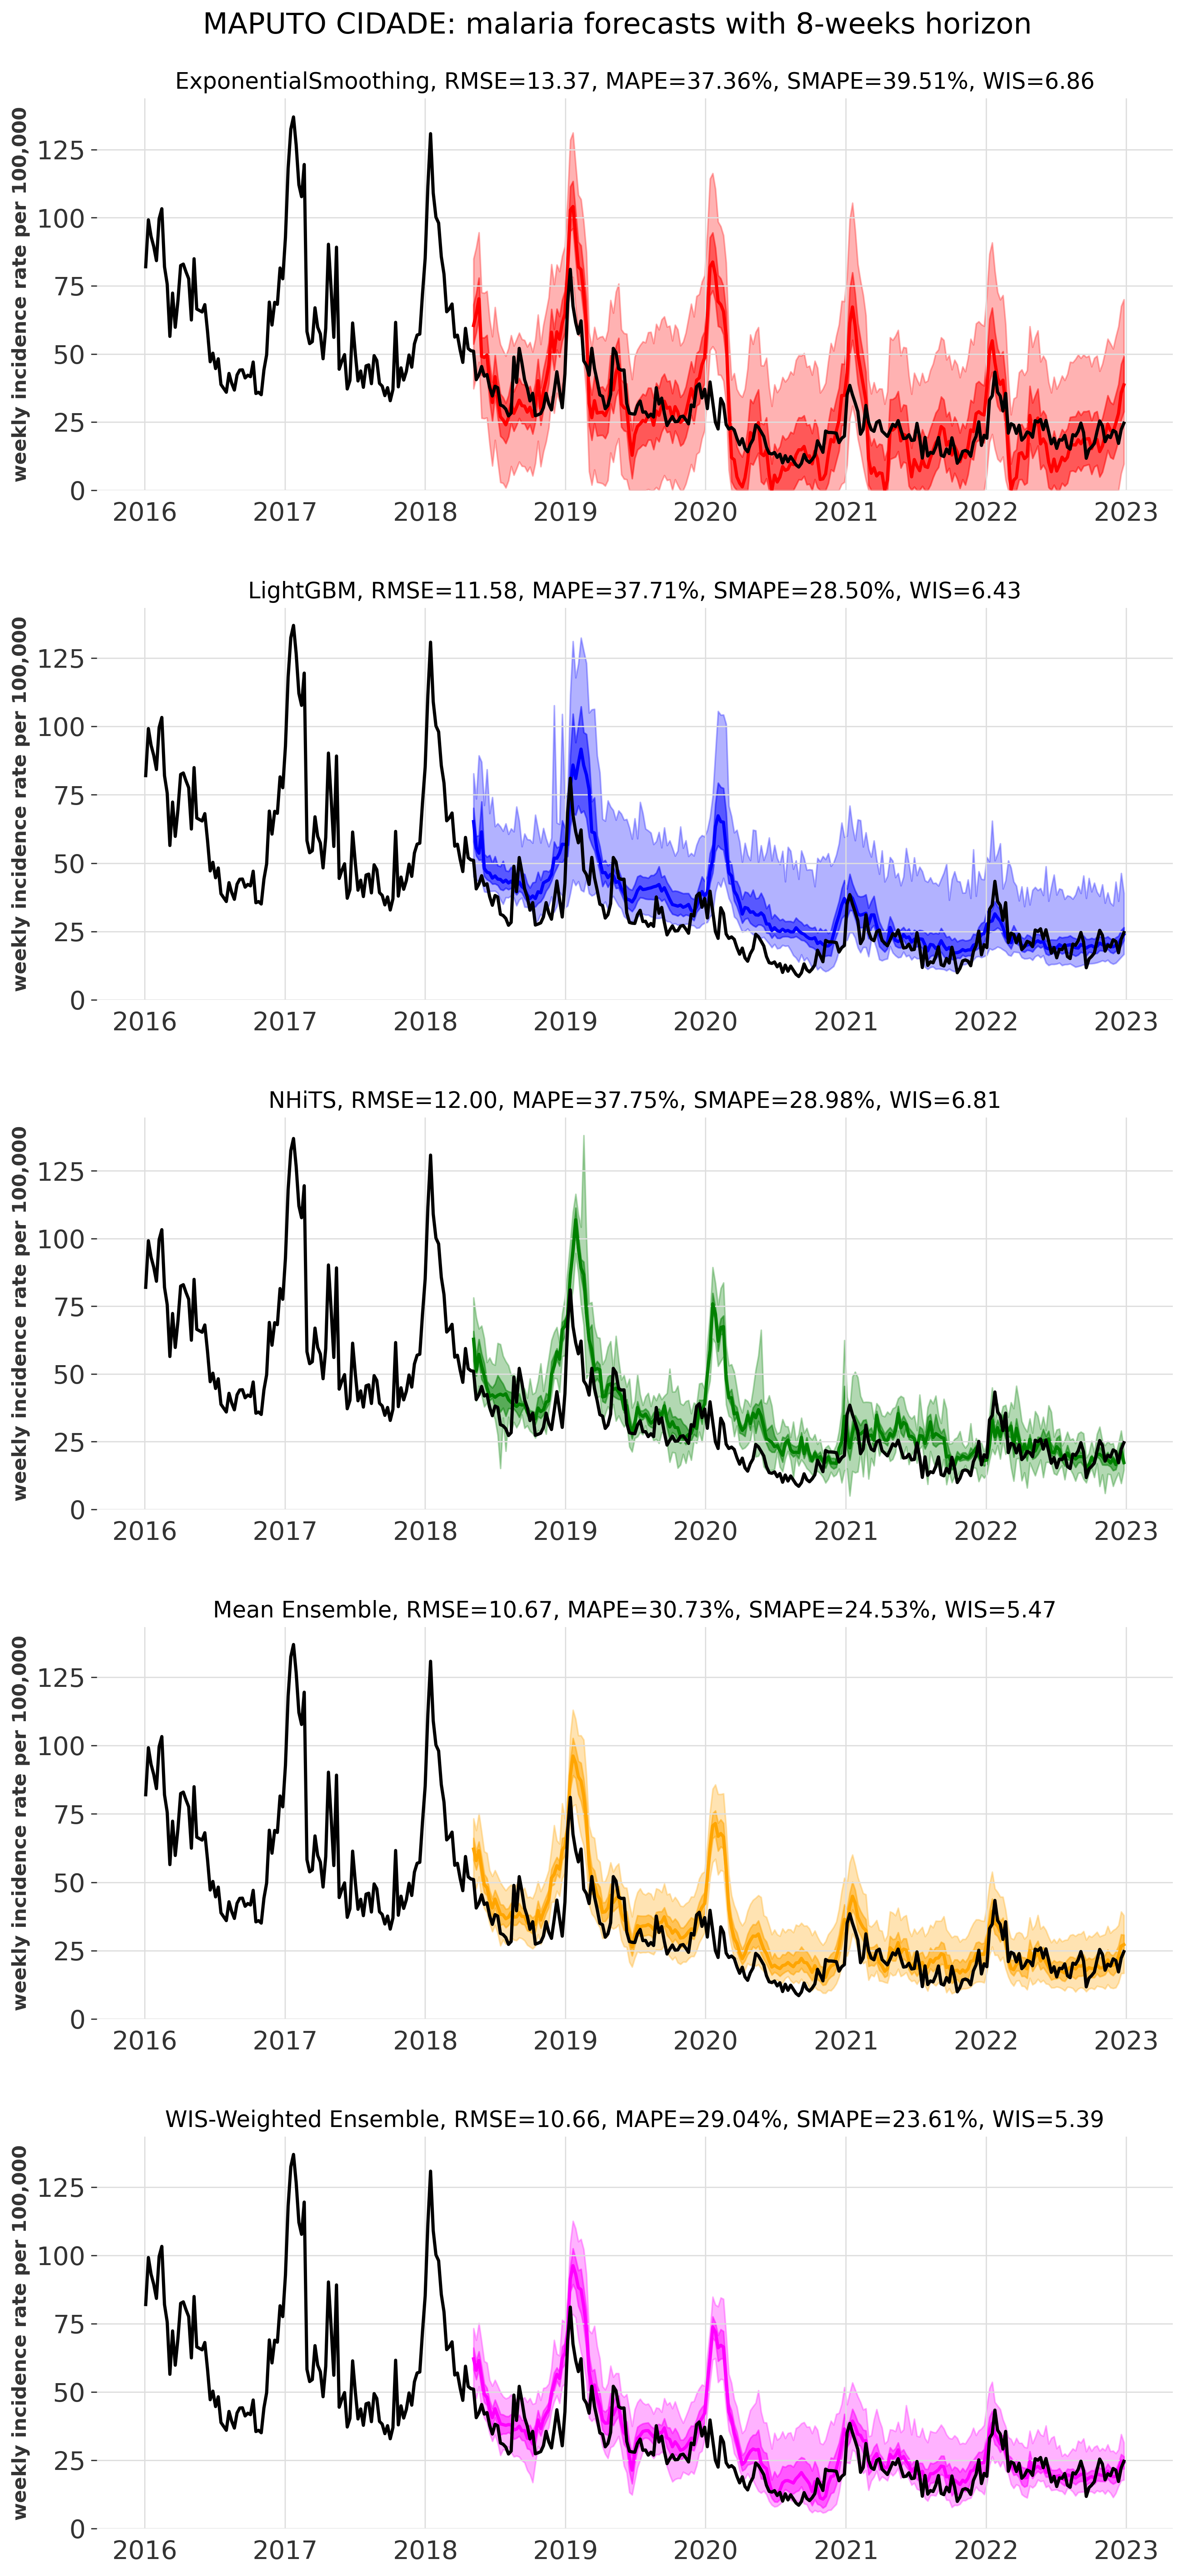 MAPUTO CIDADE: malaria forecasts with 8-weeks horizon
ExponentialSmoothing, RMSE=13.37, MAPE=37.36%, SMAPE=39.51%, WIS=6.86
weekly incidence rate per 100,000
125
100
75
50
25
0
2016 2017 2018 2019 2020 2021 2022 2023
LightGBM, RMSE=11.58, MAPE=37.71%, SMAPE=28.50%, WIS=6.43
weekly incidence rate per 100,000
125
100
75
50
25
0
2016 2017 2018 2019 2020 2021 2022 2023
NHiTS, RMSE=12.00, MAPE=37.75%, SMAPE=28.98%, WIS=6.81
weekly incidence rate per 100,000
125
100
75
50
25
0
2016 2017 2018 2019 2020 2021 2022 2023
Mean Ensemble, RMSE=10.67, MAPE=30.73%, SMAPE=24.53%, WIS=5.47
weekly incidence rate per 100,000
125
100
75
50
25
0
2016 2017 2018 2019 2020 2021 2022 2023
WIS-Weighted Ensemble, RMSE=10.66, MAPE=29.04%, SMAPE=23.61%, WIS=5.39
weekly incidence rate per 100,000
125
100
75
50
25
0
2016 2017 2018 2019 2020 2021 2022 2023